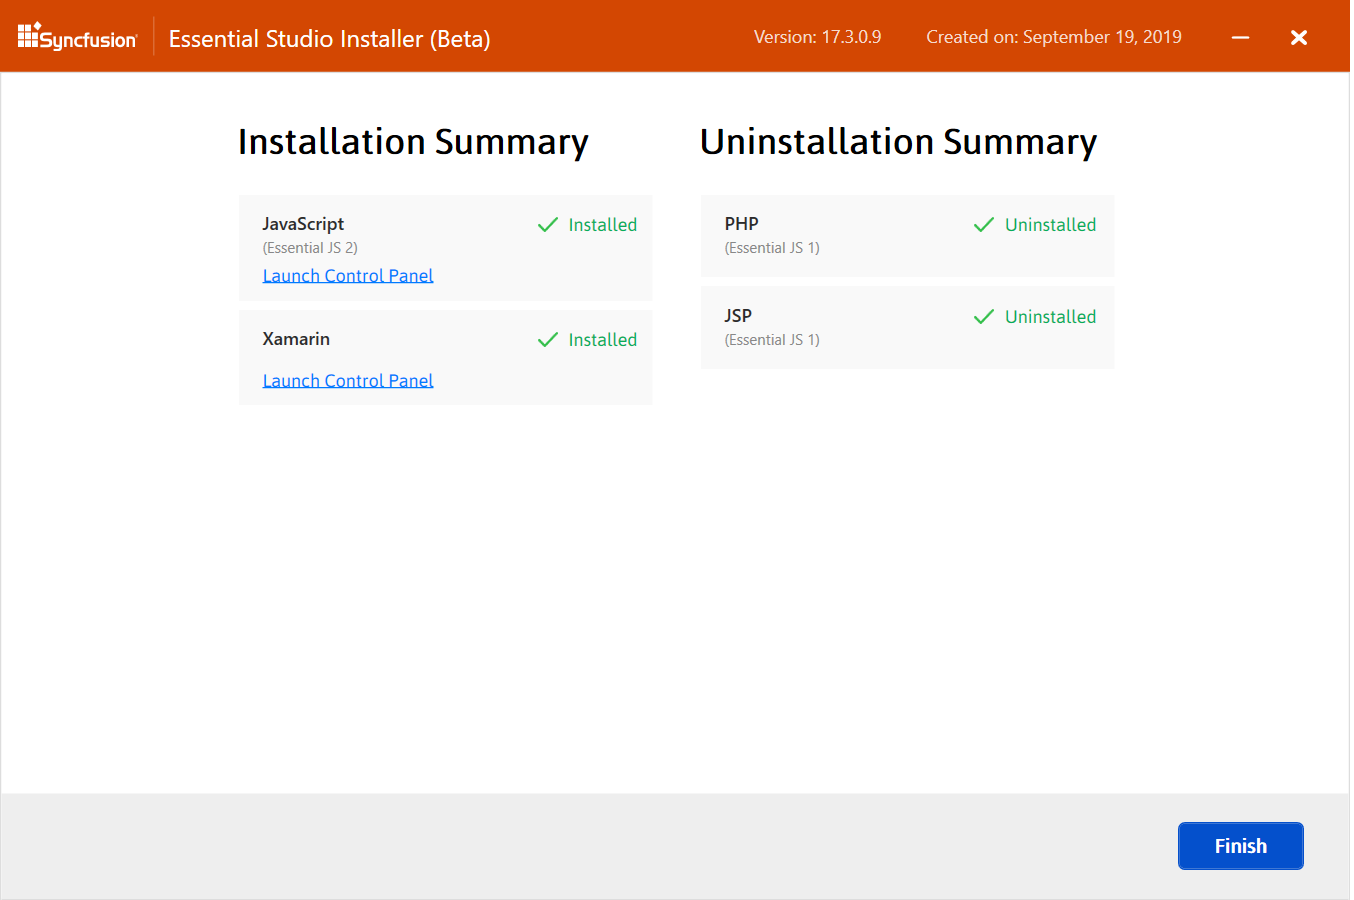 Syncfusion
Essential Studio Installer (Beta)
Version: 17.3.0.9
Created on: September 19, 2019
Installation Summary
JavaScript
Installed
(Essential JS 2)
Launch Control Panel
Xamarin
Installed
Launch Control Panel
Uninstallation Summary
PHP
Uninstalled
(Essential JS 1)
JSP
Uninstalled
(Essential JS 1)
Finish